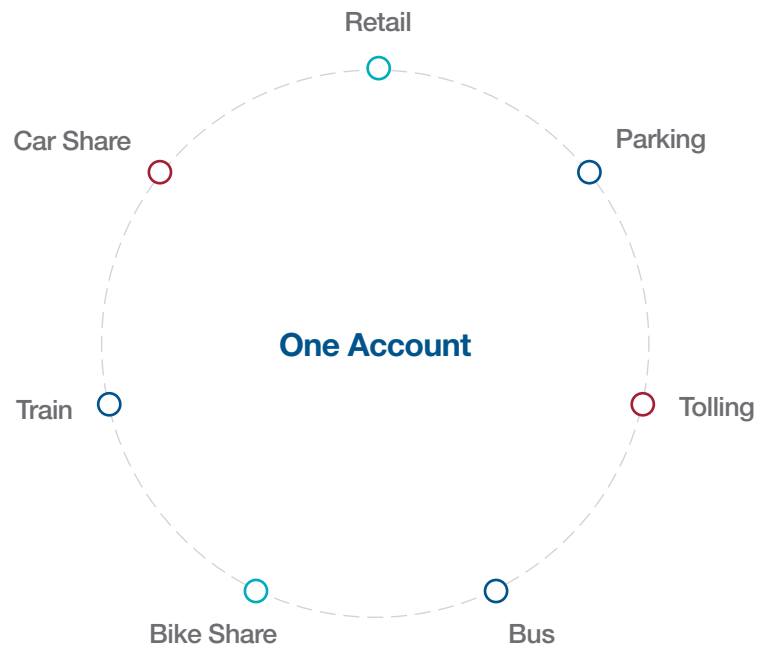 Retail
Car Share
Parking
One Account
Train
Tolling
Bike Share
Bus